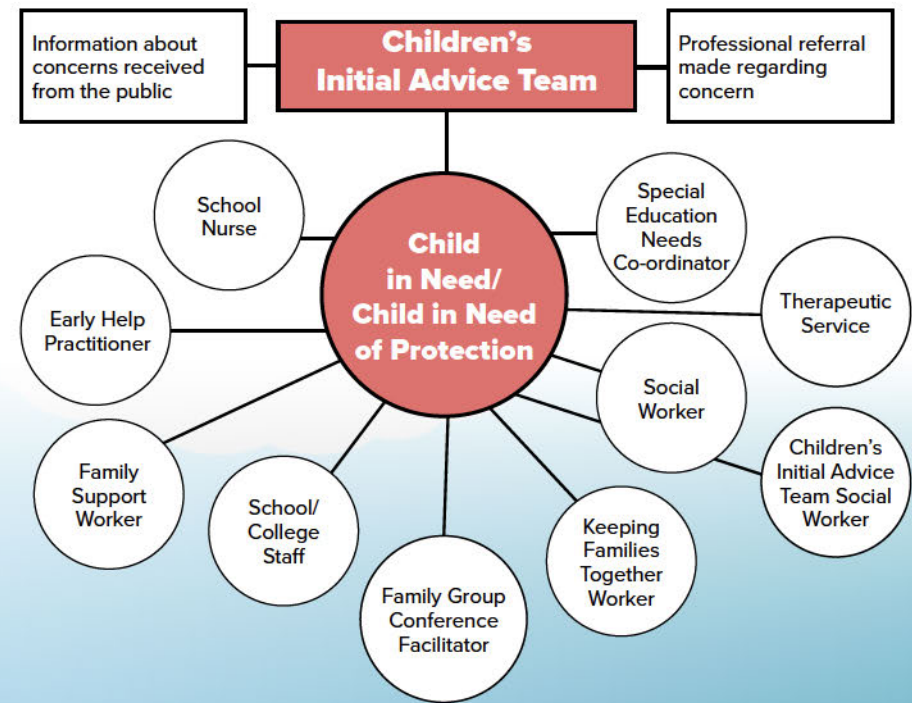 Information about
concerns received
from the public
Children's
Initial Advice Team
Professional referral
made regarding
concern
School
Nurse
Child
in Need/
Child in Need
of Protection
Special
Education
Needs
Co-ordinator
Early Help
Practitioner
Therapeutic
Service
Social
Worker
Family
Support
Worker
School/
College
Staff
Family Group
Conference
Facilitator
Keeping
Families
Together
Worker
Children's
Initial Advice
Team Social
Worker